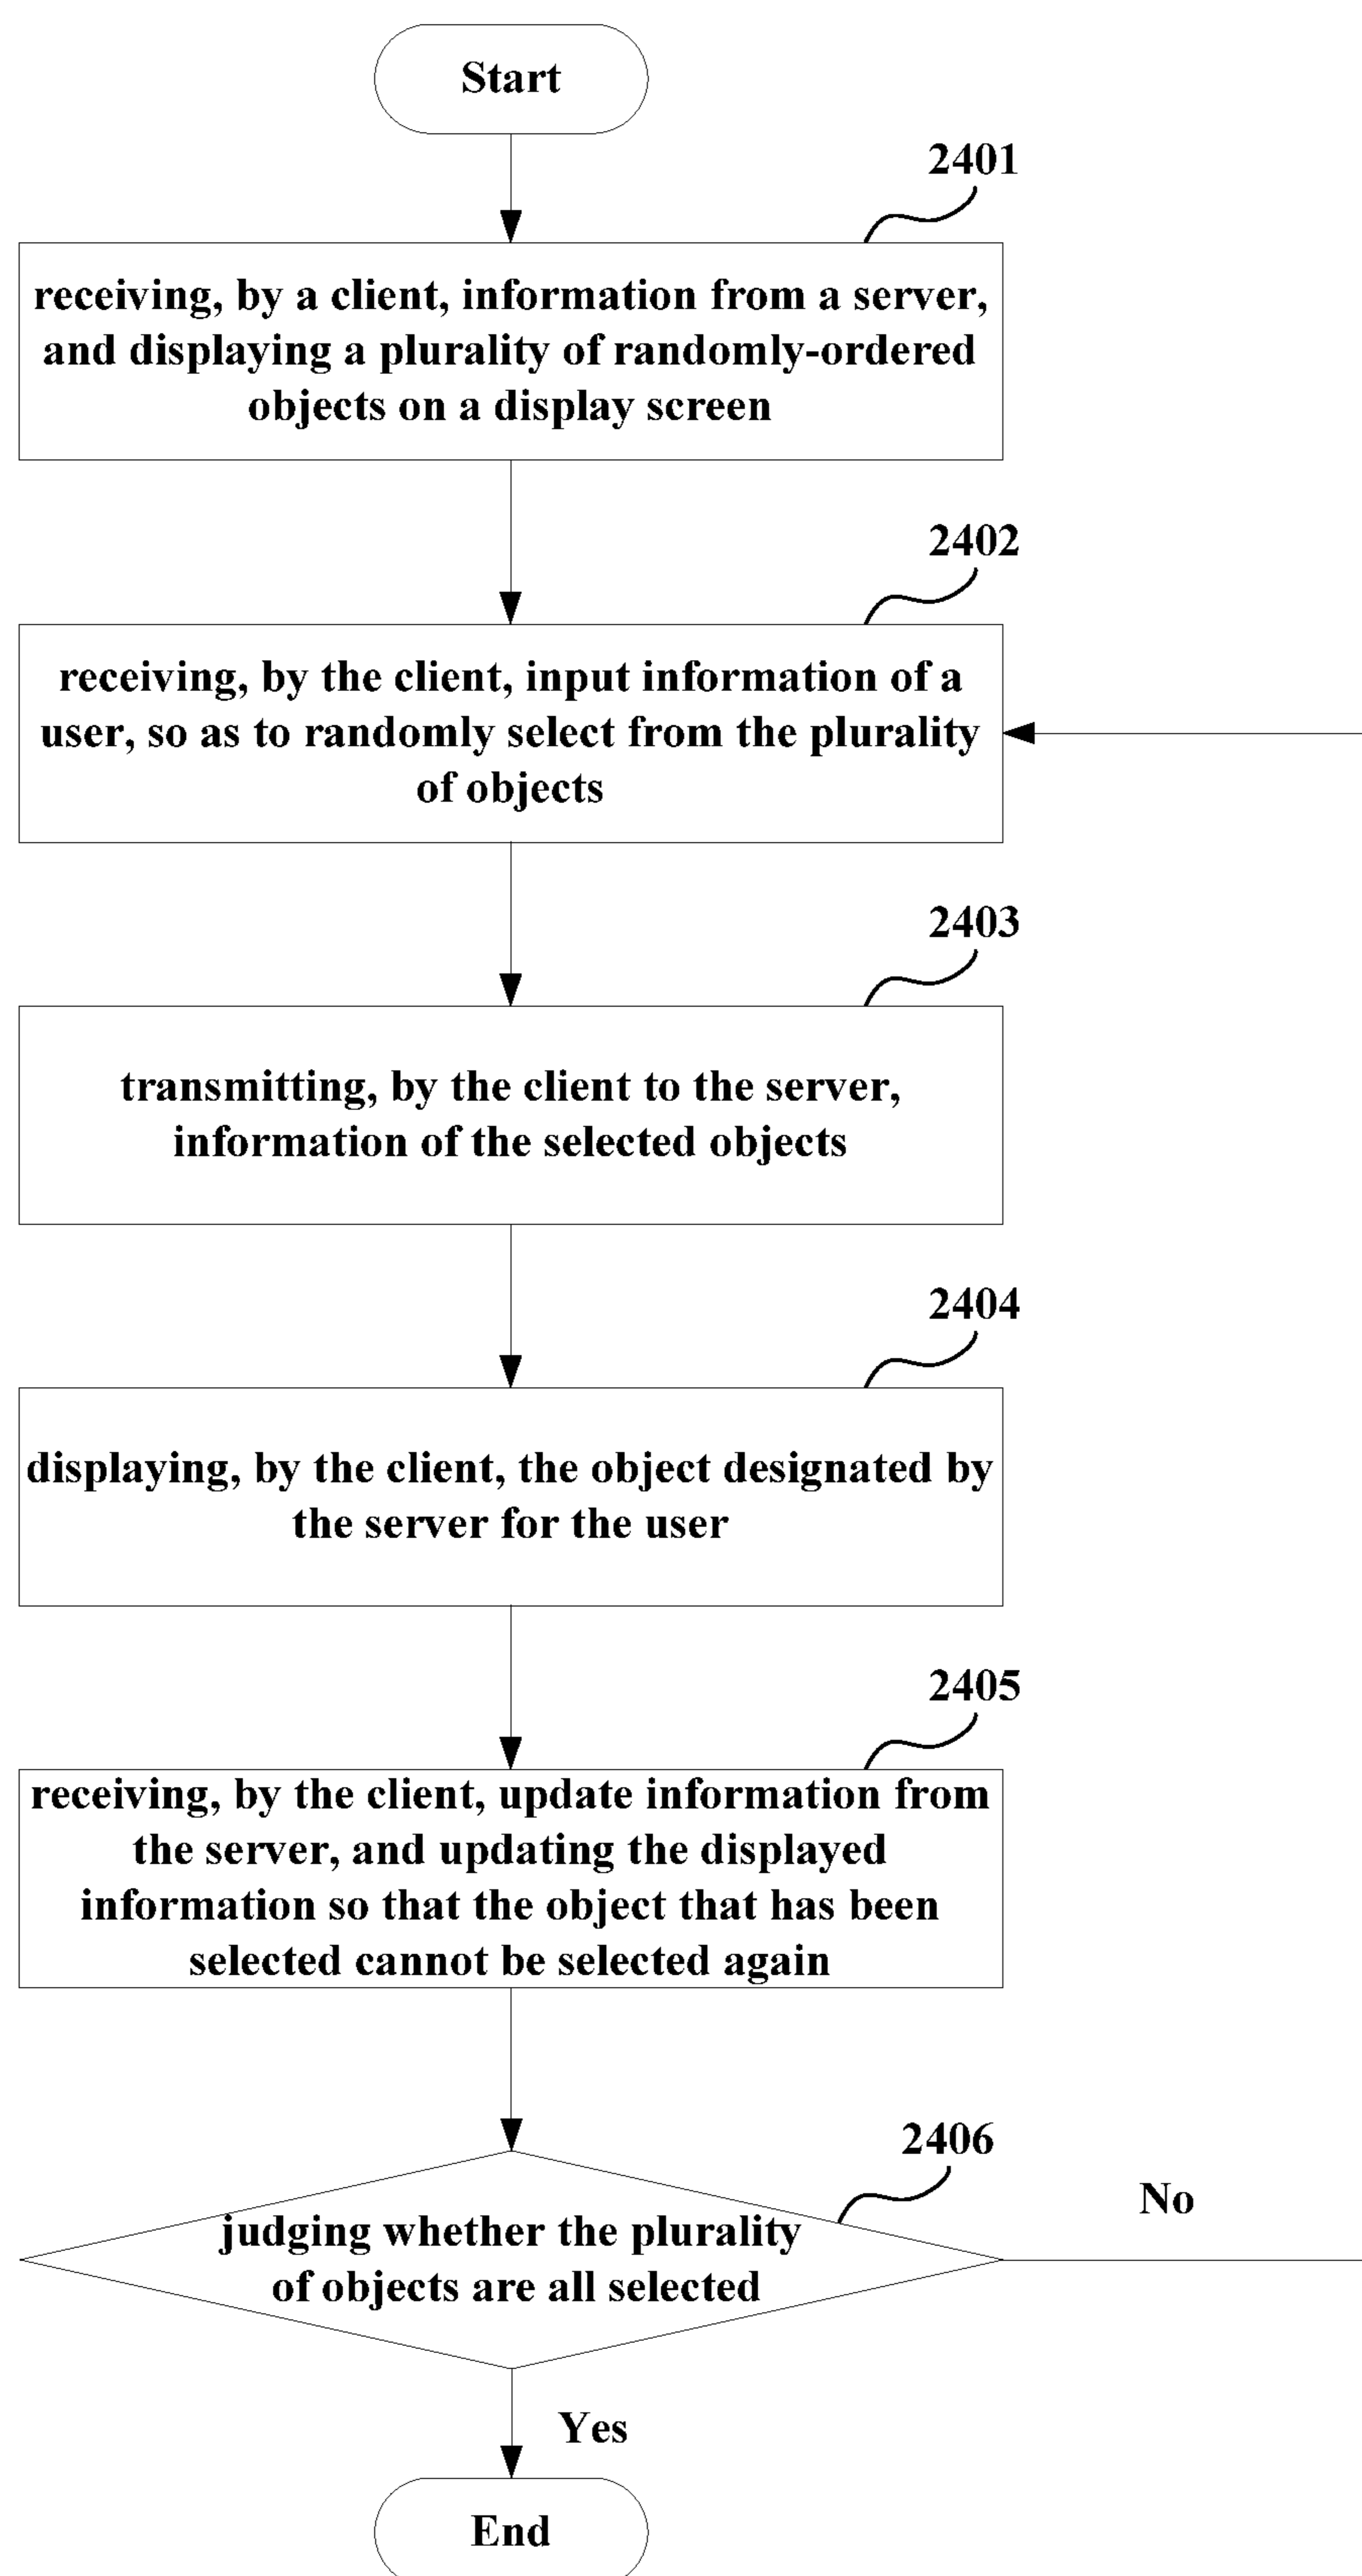 Start
2401
receiving, by a client, information from a server,
and displaying a plurality of randomly-ordered
objects on a display screen
2402
receiving, by the client, input information of a
user, so as to randomly select from the plurality
of objects
2403
transmitting, by the client to the server,
information of the selected objects
2404
displaying, by the client, the object designated by
the server for the user
2405
receiving, by the client, update information from
the server, and updating the displayed
information so that the object that has been
selected cannot be selected again
2406
judging whether the plurality
of objects are all selected
No
Yes
End